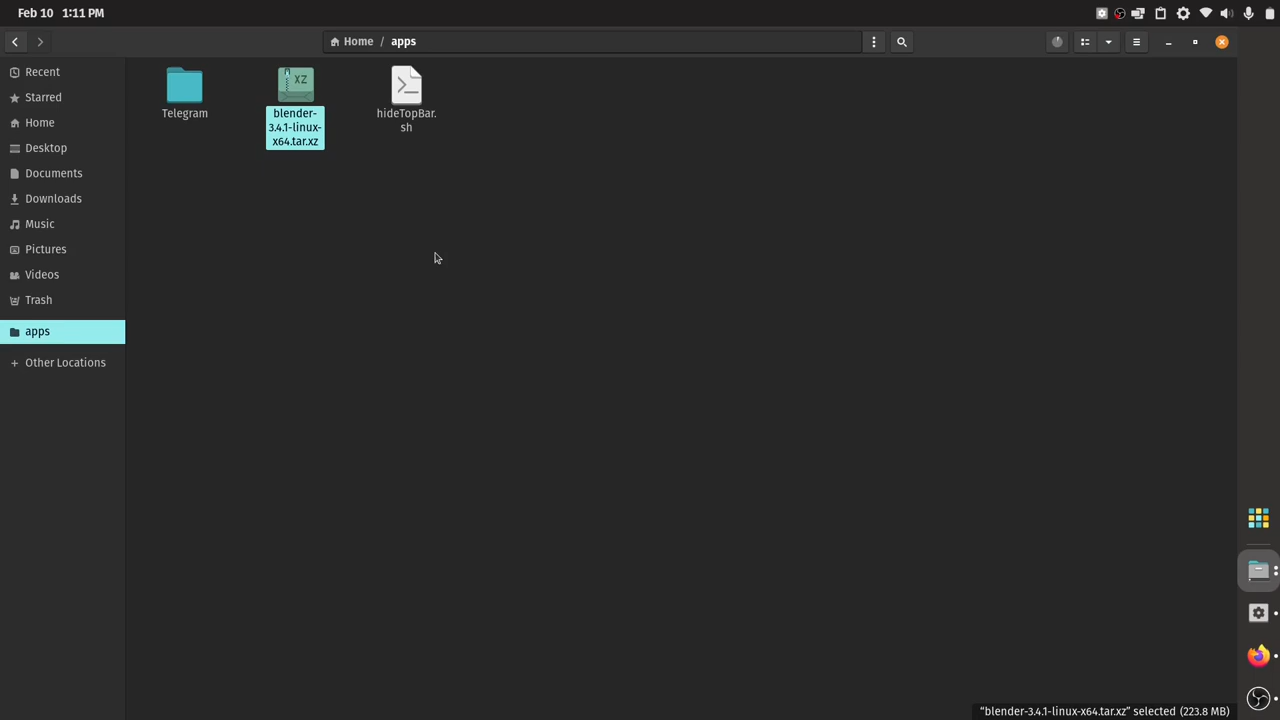 Feb 10 1:11 PM
Home / apps
Recent
Starred
Home
Desktop
Documents
Downloads
Music
Pictures
Videos
Trash
apps
+ Other Locations
Telegram
XZ
blender-
3.4.1-linux-
x64.tar.xz
hideTopBar.
sh
"blender-3.4.1-linux-x64.tar.xz" selected (223.8 MB)